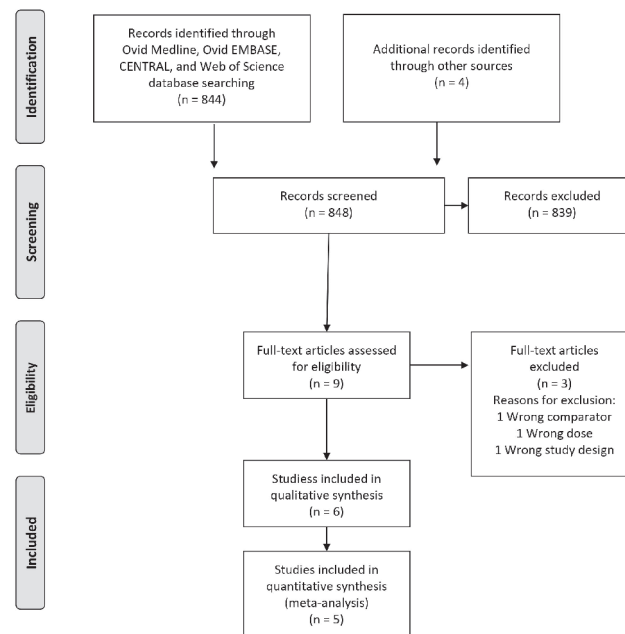 Identification
Records identified through
Ovid Medline, Ovid EMBASE,
CENTRAL, and Web of Science
database searching
(n = 844)
Additional records identified
through other sources
(n = 4)
Screening
Records screened
(n = 848)
Records excluded
(n = 839)
Eligibility
Full-text articles assessed
for eligibility
(n = 9)
Full-text articles
excluded
(n = 3)
Reasons for exclusion:
1 Wrong comparator
1 Wrong dose
1 Wrong study design
Included
Studiess included in
qualitative synthesis
(n = 6)
Studies included in
quantitative synthesis
(meta-analysis)
(n = 5)